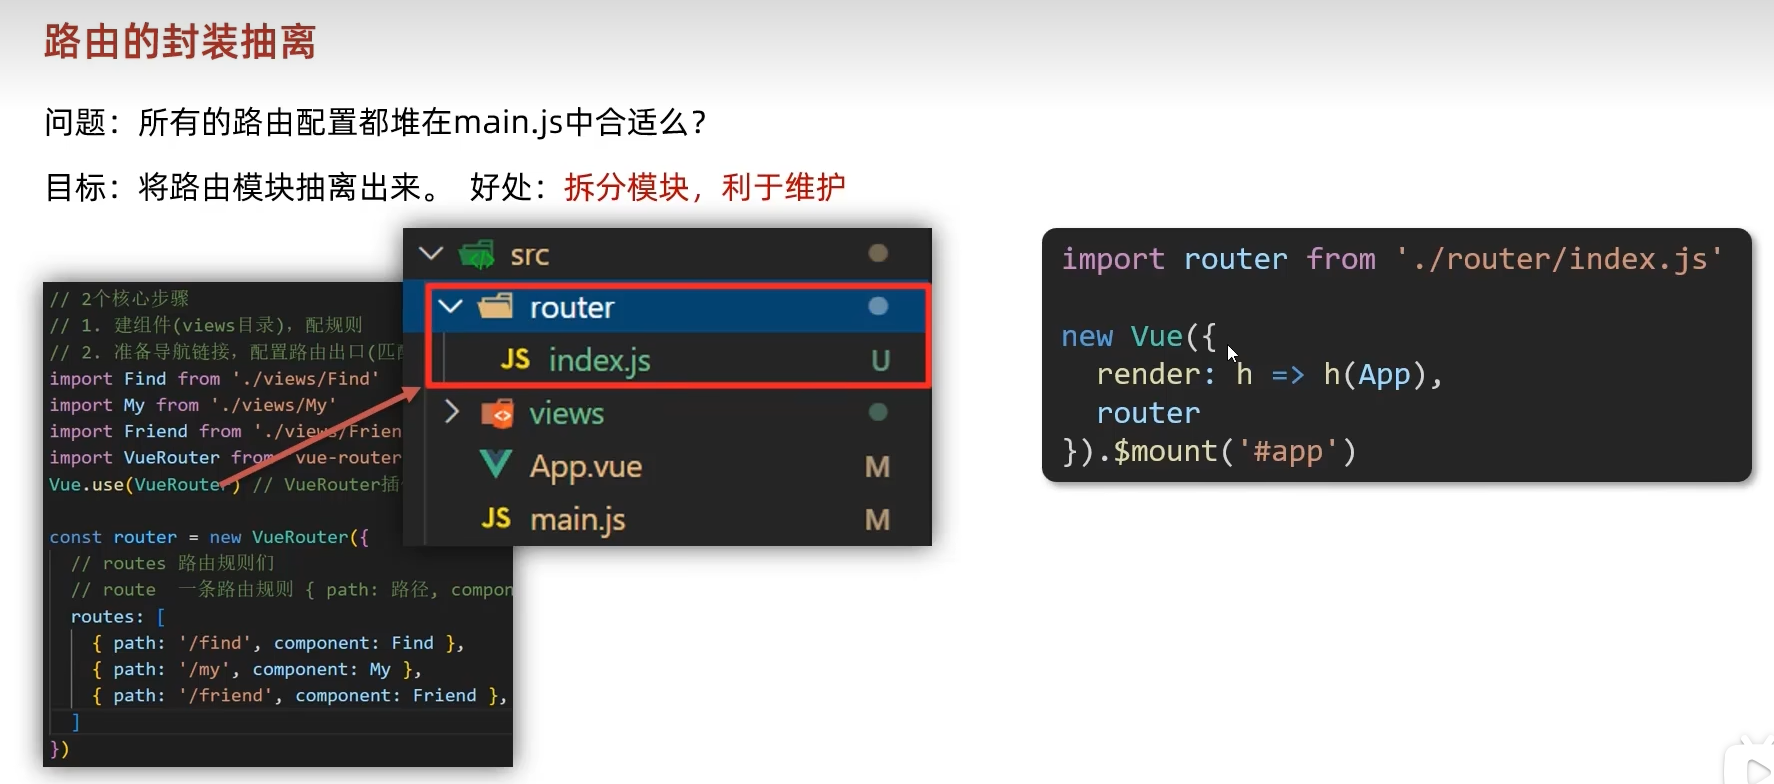 路由的封装抽离
问题：所有的路由配置都堆在main.js中合适么？
目标：将路由模块抽离出来。 好处：拆分模块，利于维护
// 2个核心步骤
// 1. 建组件(views目录)，配规则
// 2. 准备导航链接，配置路由出口(匹配
import Find from './views/Find'
import My from './views/My'
import Friend from './views/Frien
import VueRouter from 'vue-router
Vue.use(VueRouter) // VueRouter插
const router = new VueRouter({
// routes 路由规则们
// route 一条路由规则 { path: 路径, compon
routes: [
{ path: '/find', component: Find },
{ path: '/my', component: My },
{ path: '/friend', component: Friend },
]
})
src
router
JS index.js U
views
App.vue M
JS main.js M
import router from './router/index.js'
new Vue({
render: h => h(App),
router
}).$mount('#app')